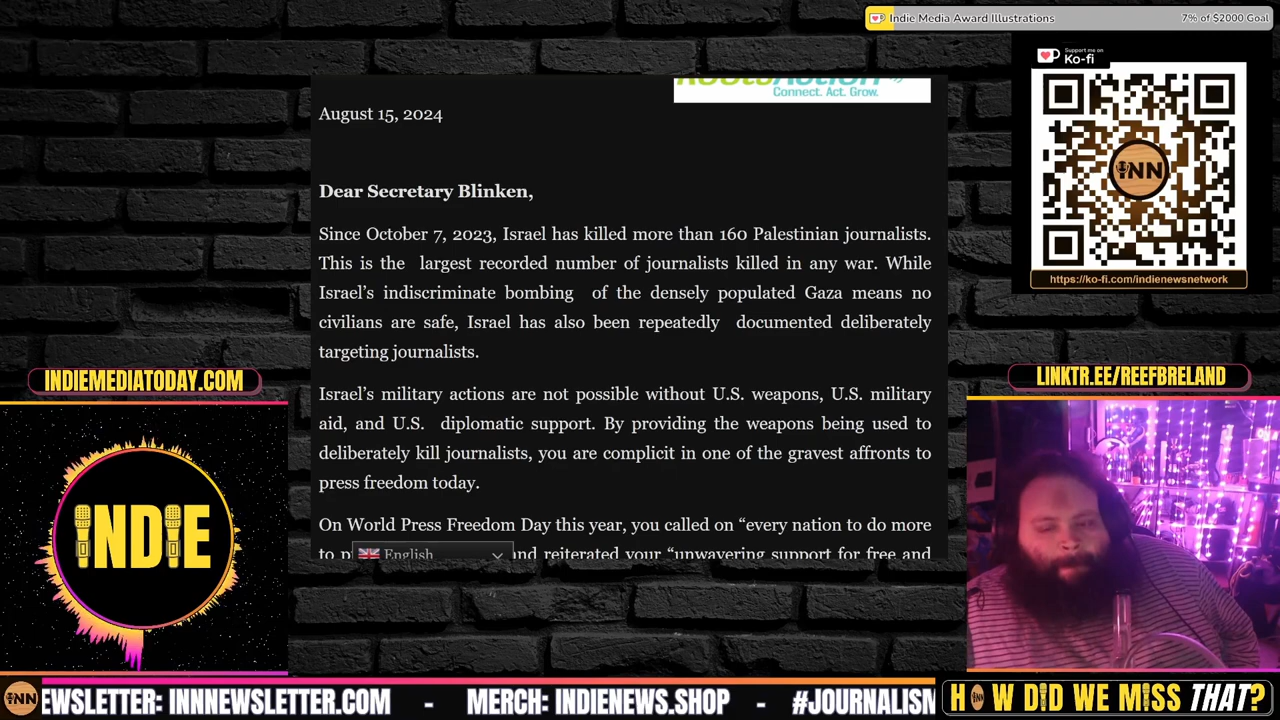 Indie Media Award Illustrations
7% of $2000 Goal
Support me on
Ko-fi
INN
https://ko-fi.com/indienewsnetwork
Connect. Act. Grow.
August 15, 2024
Dear Secretary Blinken,
Since October 7, 2023, Israel has killed more than 160 Palestinian journalists.
This is the largest recorded number of journalists killed in any war. While
Israel's indiscriminate bombing of the densely populated Gaza means no
civilians are safe, Israel has also been repeatedly documented deliberately
targeting journalists.
Israel's military actions are not possible without U.S. weapons, U.S. military
aid, and U.S. diplomatic support. By providing the weapons being used to
deliberately kill journalists, you are complicit in one of the gravest affronts to
press freedom today.
On World Press Freedom Day this year, you called on “every nation to do more
and reiterated your “unwavering support for free and
English
INDIEMEDIATODAY.COM
INDIE
LINKTR.EE/REEFBRELAND
INN
EWSLETTER: INNNEWSLETTER.COM - MERCH: INDIENEWS.SHOP - #JOURNALISM
HOW DID WE MISS THAT?